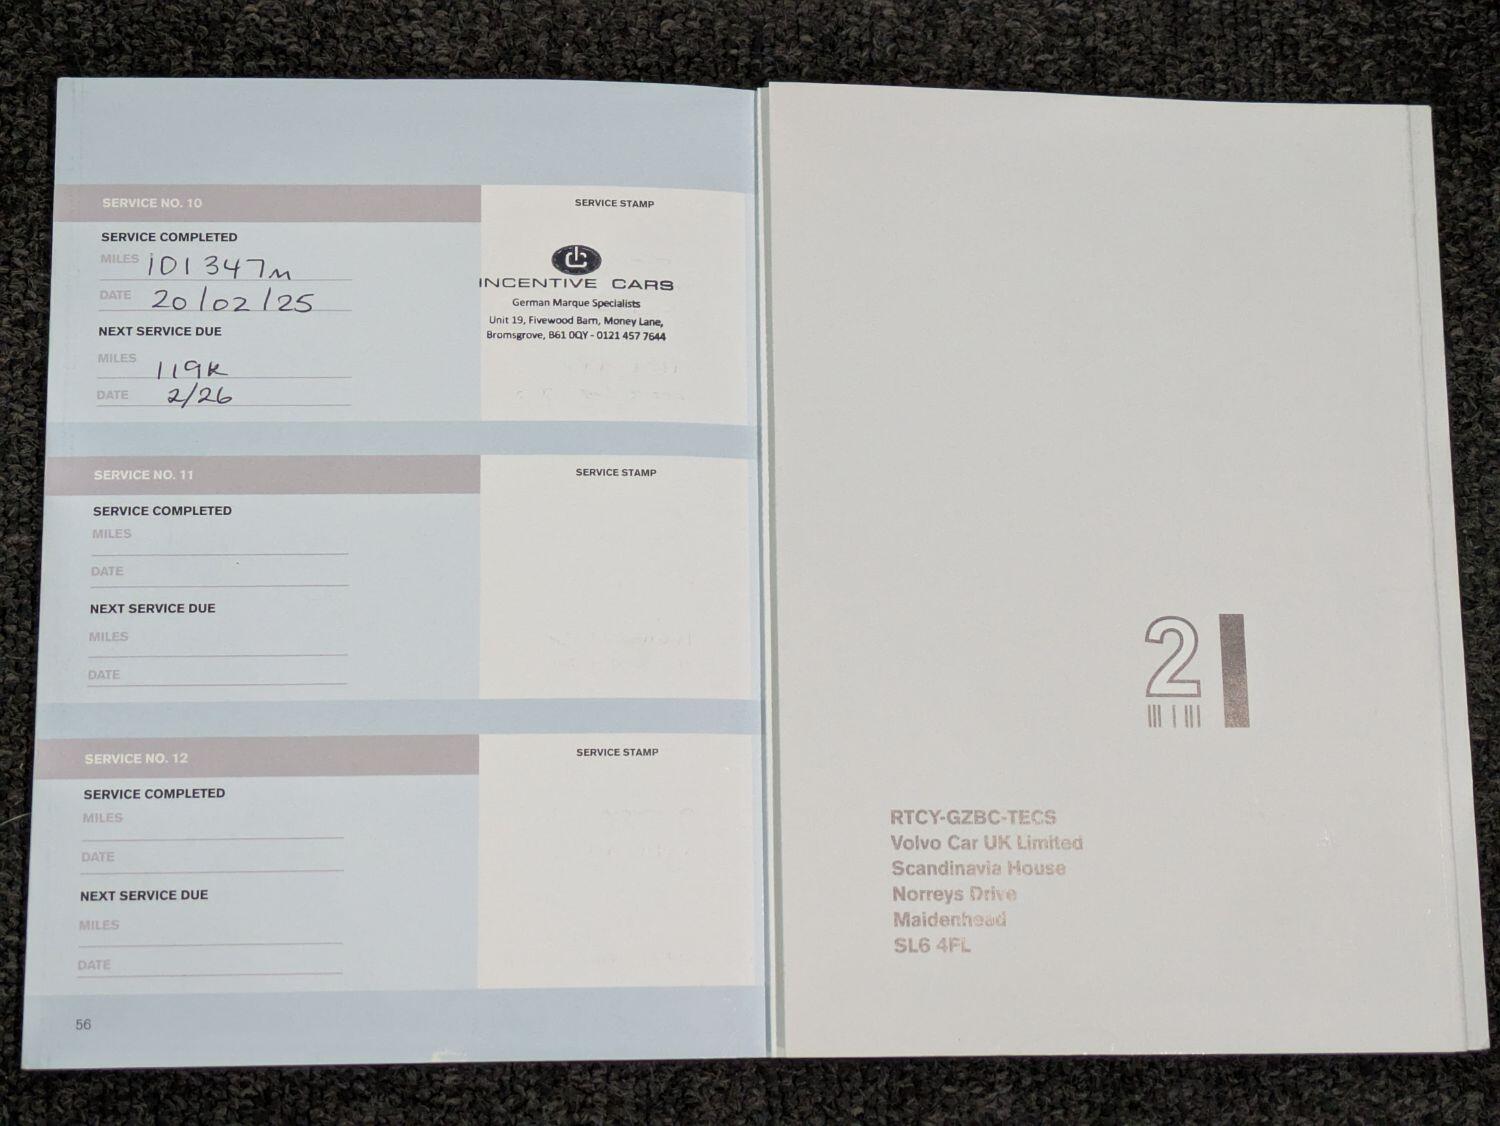 SERVICE NO. 10
SERVICE STAMP
SERVICE COMPLETED
MILES 101347m
DATE 20/02/25
NEXT SERVICE DUE
MILES 119K
DATE 2/26
INCENTIVE CARS
German Marque Specialists
Unit 19, Fivewood Barn, Money Lane,
Bromsgrove, B61 0QY - 0121 457 7644
SERVICE NO. 11
SERVICE STAMP
SERVICE COMPLETED
MILES
DATE
NEXT SERVICE DUE
MILES
DATE
SERVICE NO. 12
SERVICE STAMP
SERVICE COMPLETED
MILES
DATE
NEXT SERVICE DUE
MILES
DATE
56
2
RTCY-GZBC-TECS
Volvo Car UK Limited
Scandinavia House
Norreys Drive
Maidenhead
SL6 4FL